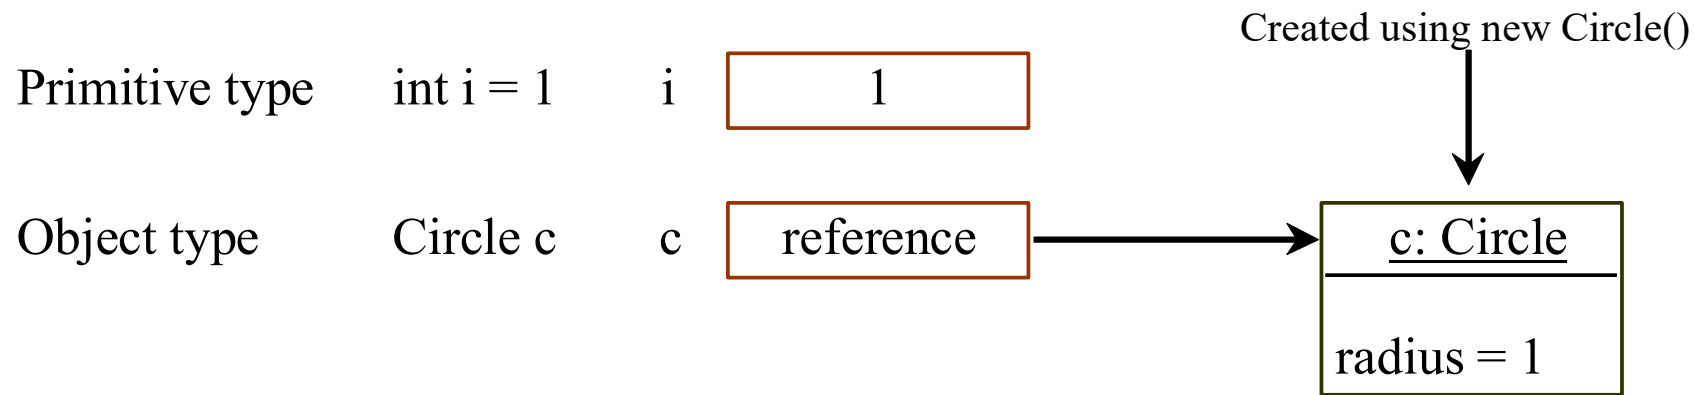 Created using new Circle()
Primitive type int i = 1 i 1
Object type Circle c c reference c: Circle
radius = 1